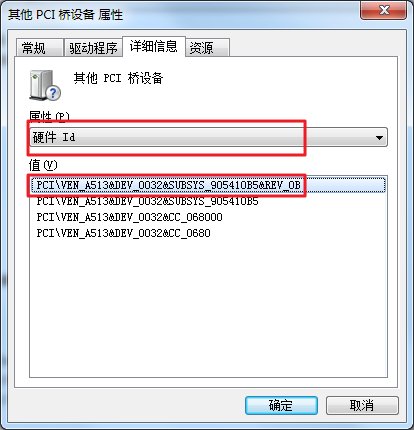 其他 PCI 桥设备 属性
常规
驱动程序
详细信息
资源
其他 PCI 桥设备
属性(P)
硬件 Id
值(V)
PCI\VEN_A513&DEV_0032&SUBSYS_905410B5&REV_0B
PCI\VEN_A513&DEV_0032&SUBSYS_905410B5
PCI\VEN_A513&DEV_0032&CC_068000
PCI\VEN_A513&DEV_0032&CC_0680
确定
取消